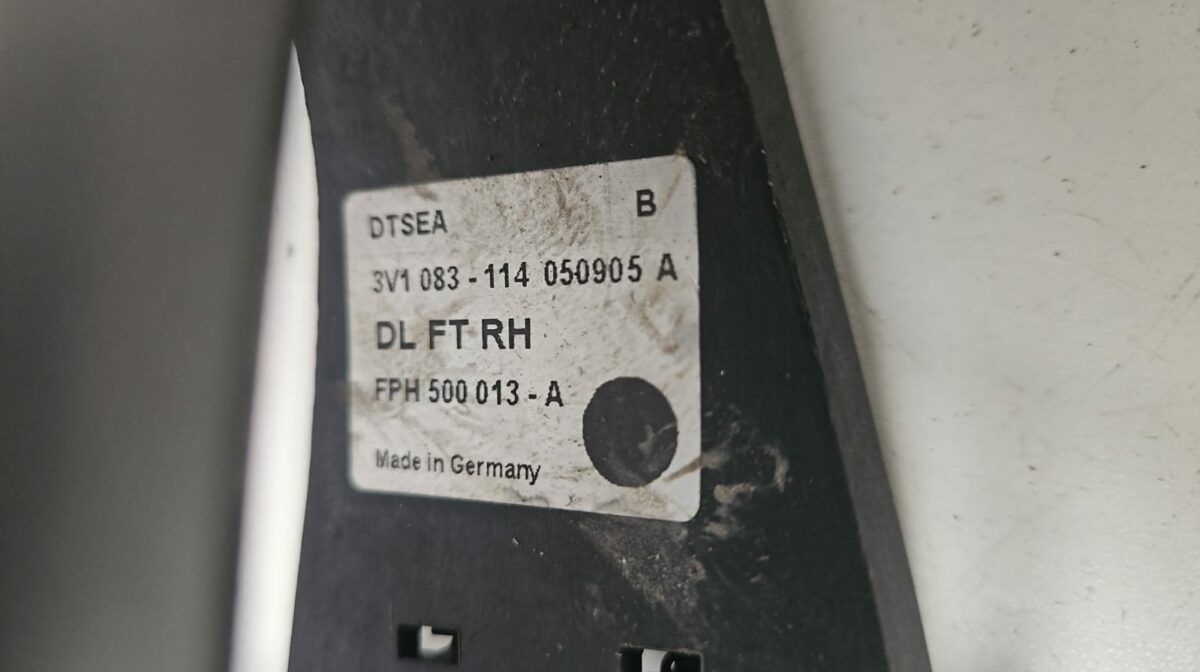 DTSEA B
3V1 083 - 114 050905 A
DL FT RH
FPH 500 013 - A
Made in Germany